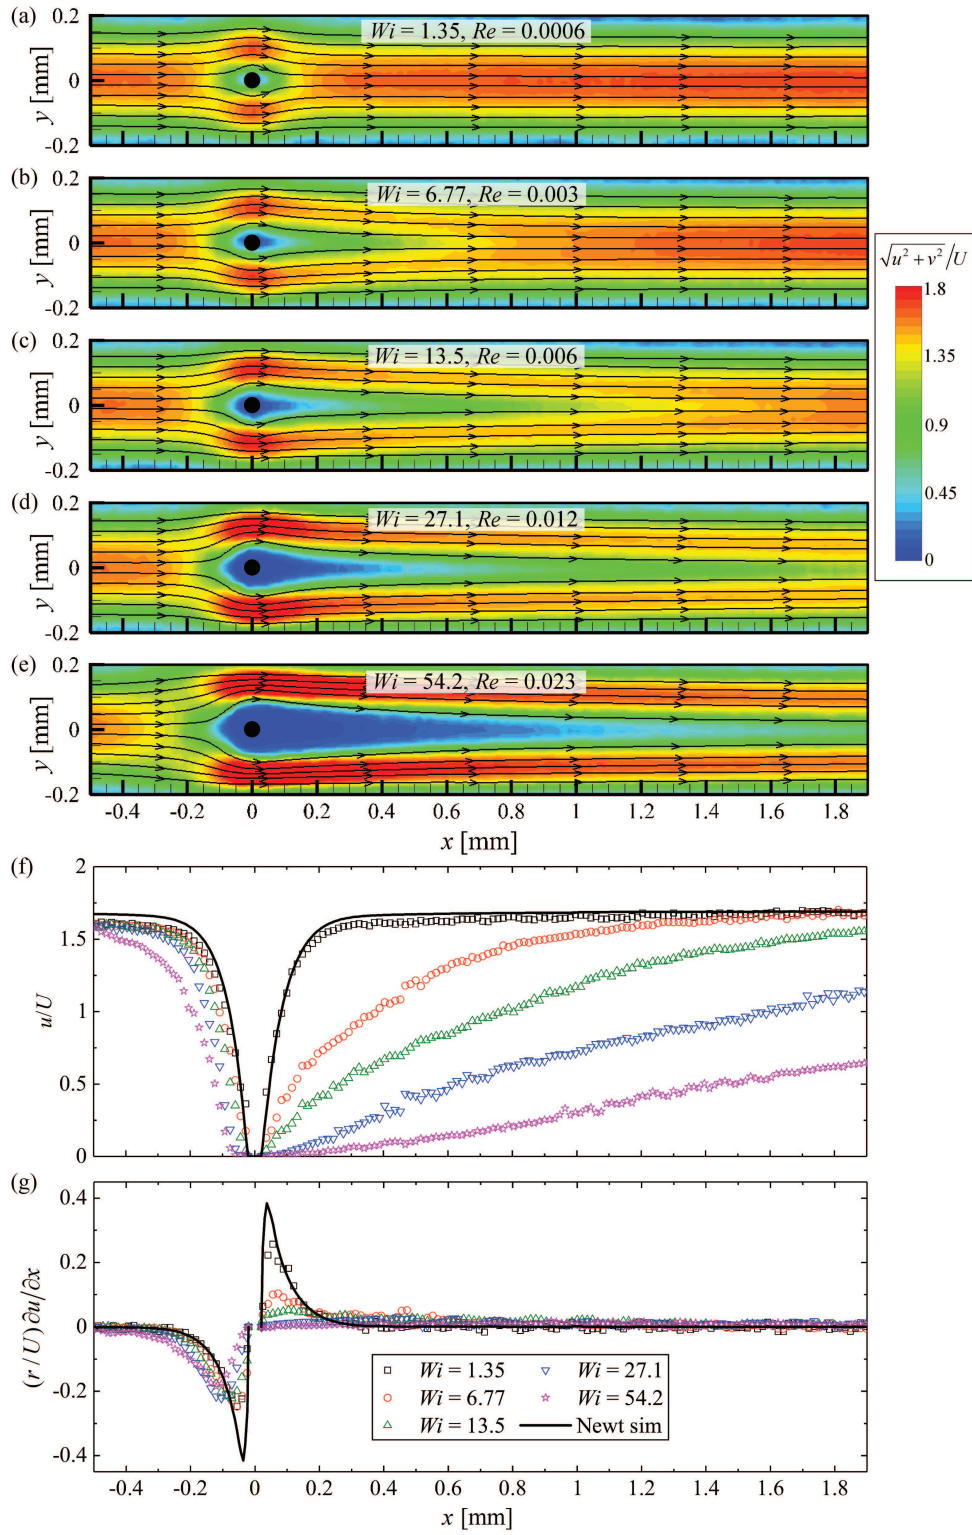 (a)
0.2
0
-0.2
y [mm]
Wi = 1.35, Re = 0.0006
(b)
0.2
0
-0.2
y [mm]
Wi = 6.77, Re = 0.003
(c)
0.2
0
-0.2
y [mm]
Wi = 13.5, Re = 0.006
(d)
0.2
0
-0.2
y [mm]
Wi = 27.1, Re = 0.012
(e)
0.2
0
-0.2
y [mm]
Wi = 54.2, Re = 0.023
-0.4 -0.2 0 0.2 0.4 0.6 0.8 1 1.2 1.4 1.6 1.8
x [mm]
√u² + v²/U
1.8
1.35
0.9
0.45
0
(f)
2
1.5
1
0.5
0
u/U
(g)
0.4
0.2
0
-0.2
-0.4
(r/U) ∂u/∂x
Wi = 1.35
Wi = 6.77
Wi = 13.5
Wi = 27.1
Wi = 54.2
Newt sim
-0.4 -0.2 0 0.2 0.4 0.6 0.8 1 1.2 1.4 1.6 1.8
x [mm]